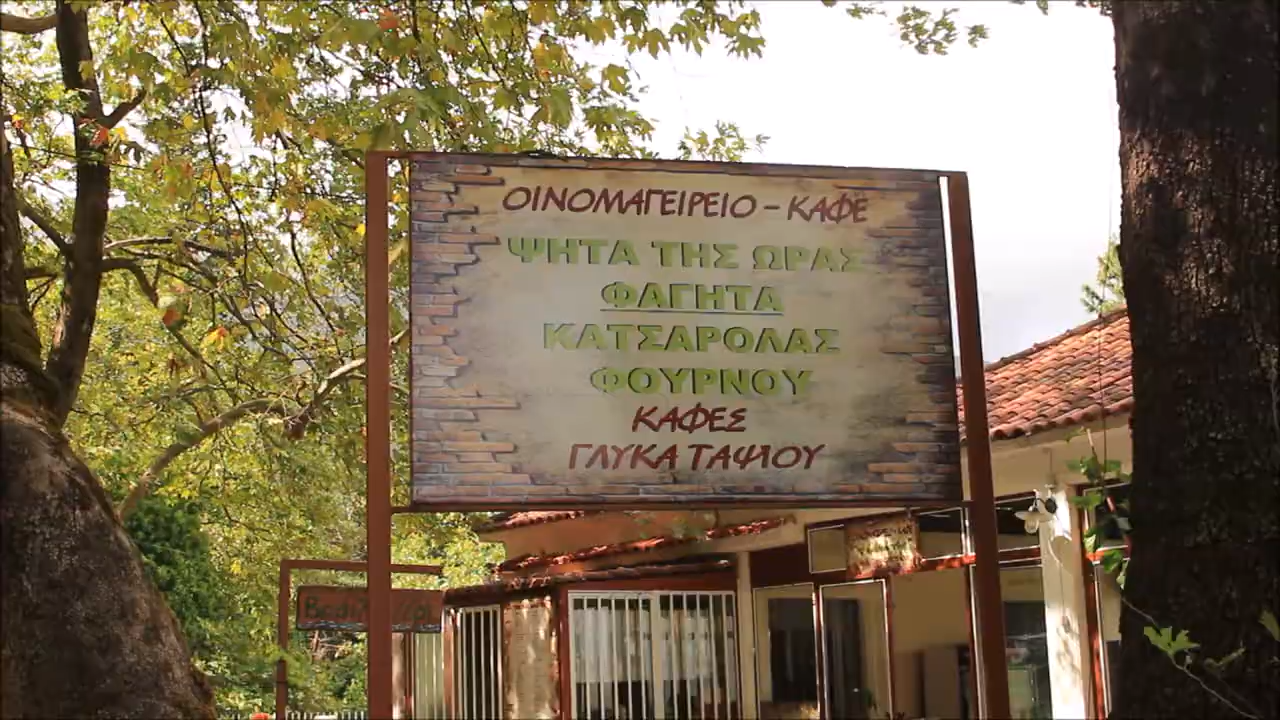 ΟΙΝΟΜΑΓΕΙΡΕΙΟ – ΚΑΦΕ
ΨΗΤΑ ΤΗΣ ΩΡΑΣ
ΦΑΓΗΤΑ
ΚΑΤΣΑΡΟΛΑΣ
ΦΟΥΡΝΟΥ
ΚΑΦΕΣ
ΓΛΥΚΑ ΤΑΨΙΟΥ